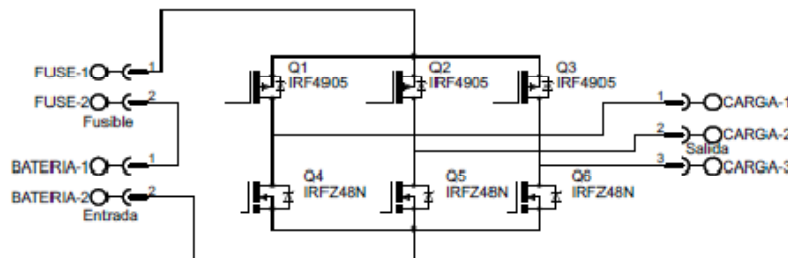 FUSE-1 1
FUSE-2 2
Fusible
BATERIA-1 1
BATERIA-2 2
Entrada
Q1
IRF4905
Q2
IRF4905
Q3
IRF4905
Q4
IRFZ48N
Q5
IRFZ48N
Q6
IRFZ48N
1 CARGA-1
2 CARGA-2
Salida
3 CARGA-3